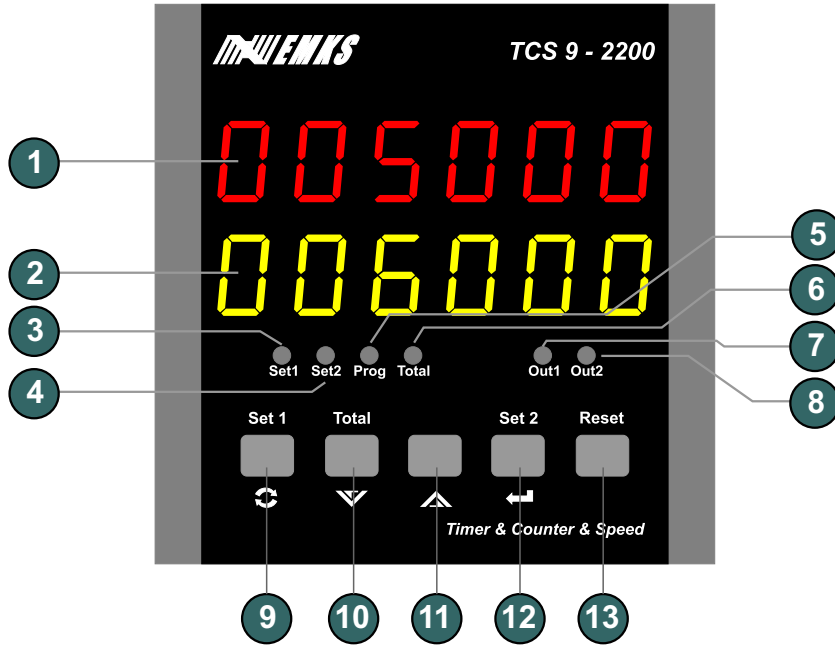 EMKS TCS 9 - 2200
1 005000
2 006000
5
6
3
7
4
8
Set1 Set2 Prog Total Out1 Out2
Set 1 Total Set 2 Reset
Timer & Counter & Speed
9 10 11 12 13